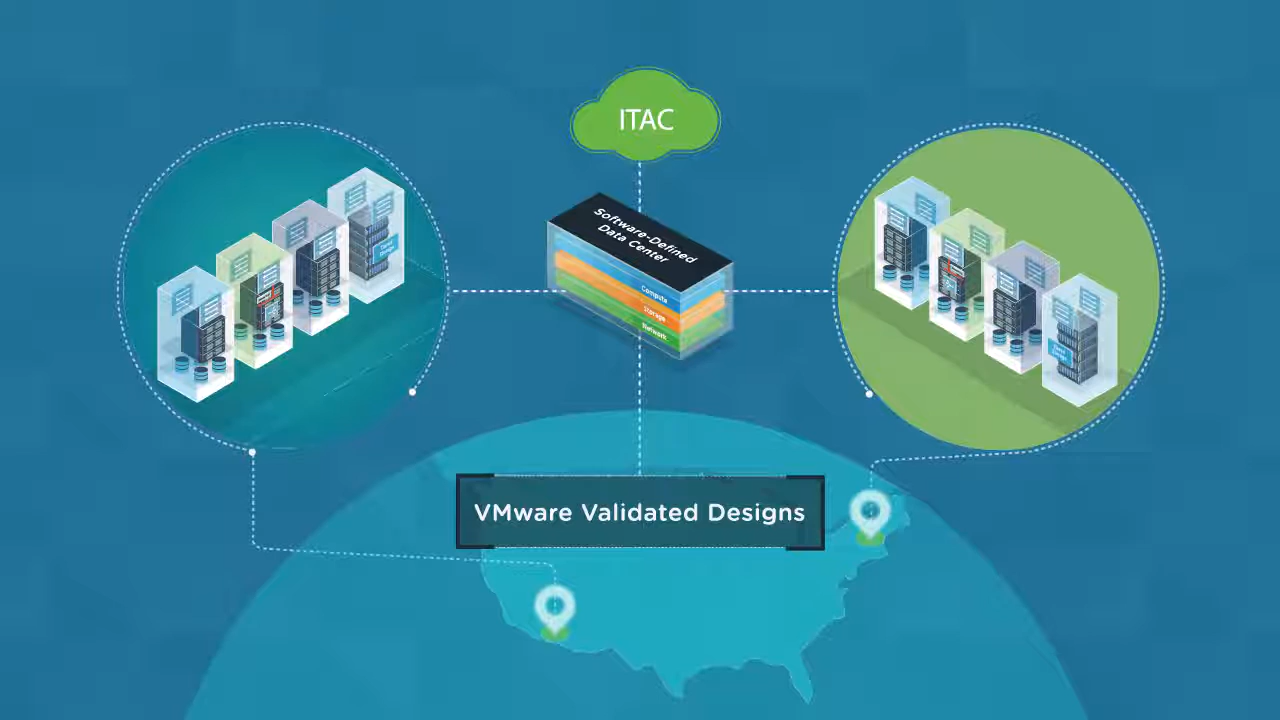 ITAC
Software-Defined
Data Center
Compute
Storage
Network
VMware Validated Designs